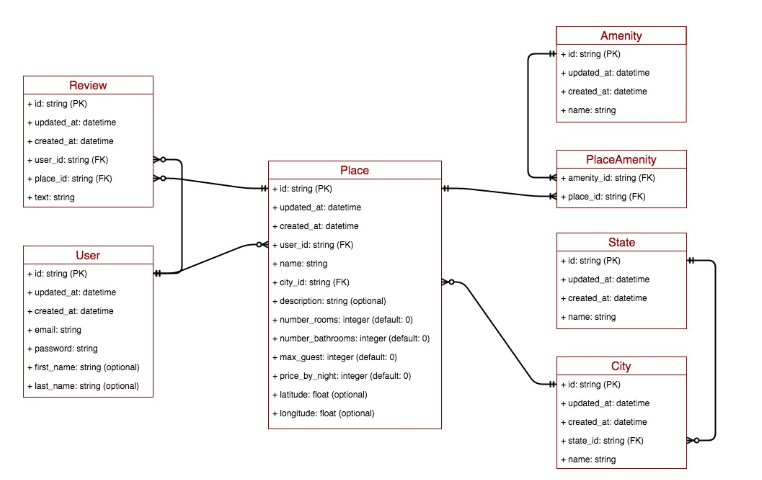 Review
+ id: string (PK)
+ updated_at: datetime
+ created_at: datetime
+ user_id: string (FK)
+ place_id: string (FK)
+ text: string
User
+ id: string (PK)
+ updated_at: datetime
+ created_at: datetime
+ email: string
+ password: string
+ first_name: string (optional)
+ last_name: string (optional)
Place
+ id: string (PK)
+ updated_at: datetime
+ created_at: datetime
+ user_id: string (FK)
+ name: string
+ city_id: string (FK)
+ description: string (optional)
+ number_rooms: integer (default: 0)
+ number_bathrooms: integer (default: 0)
+ max_guest: integer (default: 0)
+ price_by_night: integer (default: 0)
+ latitude: float (optional)
+ longitude: float (optional)
Amenity
+ id: string (PK)
+ updated_at: datetime
+ created_at: datetime
+ name: string
PlaceAmenity
+ amenity_id: string (FK)
+ place_id: string (FK)
State
+ id: string (PK)
+ updated_at: datetime
+ created_at: datetime
+ name: string
City
+ id: string (PK)
+ updated_at: datetime
+ created_at: datetime
+ state_id: string (FK)
+ name: string